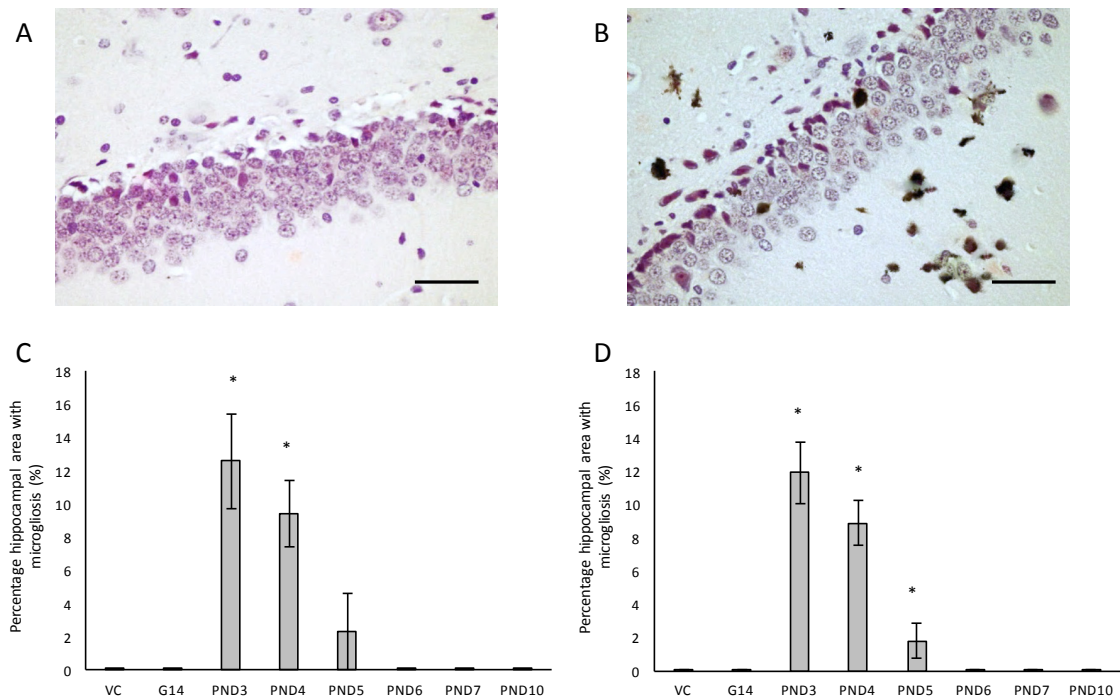 A
B
C
Percentage hippocampal area with
microgliosis (%)
18
16
14
12
10
8
6
4
2
0
*
*
VC G14 PND3 PND4 PND5 PND6 PND7 PND10
D
Percentage hippocampal area with
microgliosis (%)
18
16
14
12
10
8
6
4
2
0
*
*
*
VC G14 PND3 PND4 PND5 PND6 PND7 PND10